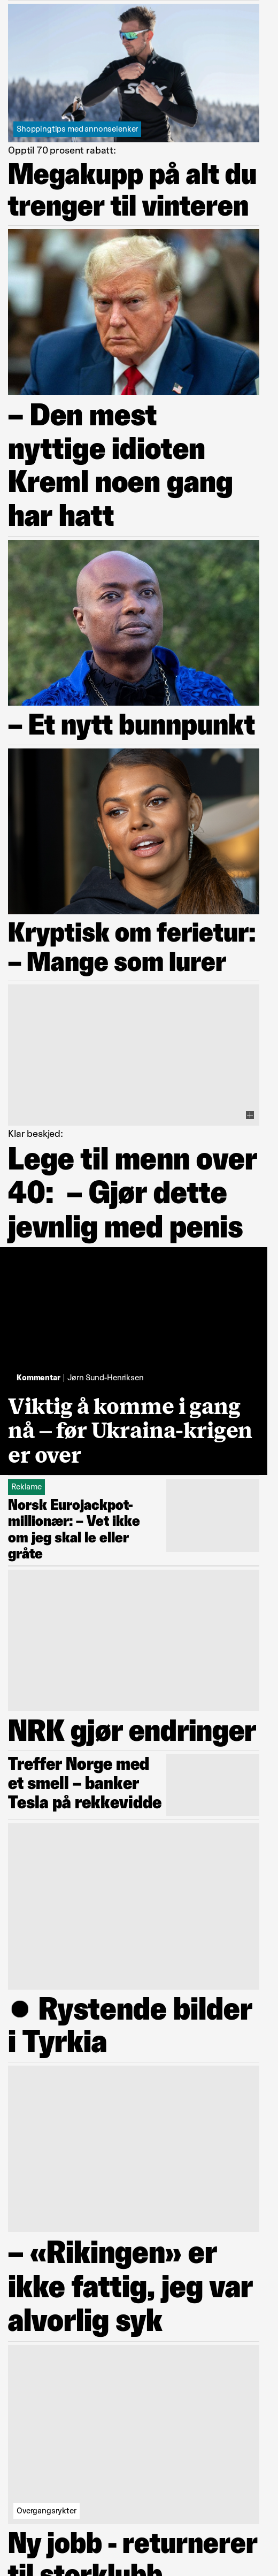 Shoppingtips med annonselenker
Opptil 70 prosent rabatt:
Megakupp på alt du
trenger til vinteren
– Den mest
nyttige idioten
Kreml noen gang
har hatt
– Et nytt bunnpunkt
Kryptisk om ferietur:
– Mange som lurer
Klar beskjed:
Lege til menn over
40: – Gjør dette
jevnlig med penis
Kommentar | Jørn Sund-Henriksen
Viktig å komme i gang
nå – før Ukraina-krigen
er over
Reklame
Norsk Eurojackpot-
millionær: – Vet ikke
om jeg skal le eller
gråte
NRK gjør endringer
Treffer Norge med
et smell – banker
Tesla på rekkevidde
● Rystende bilder
i Tyrkia
– «Rikingen» er
ikke fattig, jeg var
alvorlig syk
Overgangsrykter
Ny jobb - returnerer
til storklubb